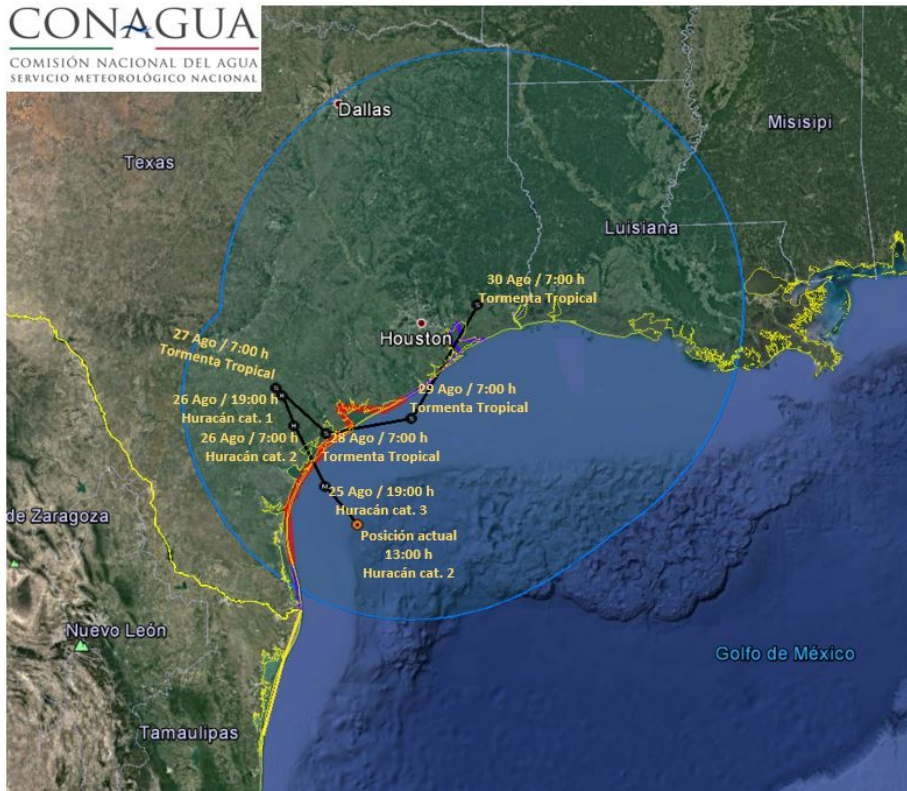 CONAGUA
COMISIÓN NACIONAL DEL AGUA
SERVICIO METEOROLÓGICO NACIONAL
Dallas
Misisipi
Texas
Luisiana
30 Ago / 7:00 h
Tormenta Tropical
Houston
27 Ago / 7:00 h
Tormenta Tropical
29 Ago / 7:00 h
Tormenta Tropical
26 Ago / 19:00 h
Huracán cat. 1
26 Ago / 7:00 h
Huracán cat. 2
28 Ago / 7:00 h
Tormenta Tropical
25 Ago / 19:00 h
Huracán cat. 3
de Zaragoza
Posición actual
13:00 h
Huracán cat. 2
Nuevo León
Golfo de México
Tamaulipas